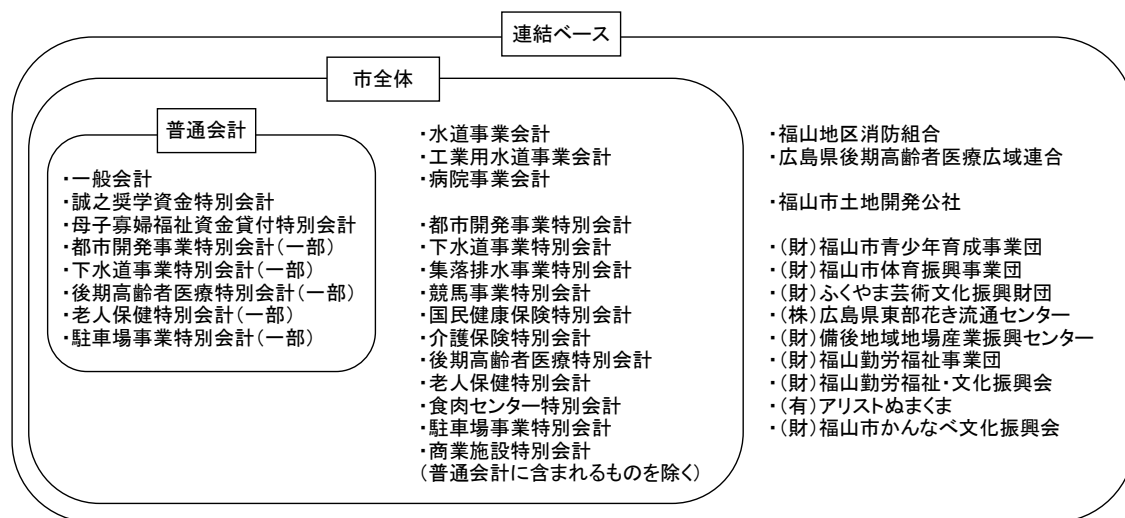 連結ベース
市全体
普通会計
・一般会計
・誠之奨学資金特別会計
・母子寡婦福祉資金貸付特別会計
・都市開発事業特別会計(一部)
・下水道事業特別会計(一部)
・後期高齢者医療特別会計(一部)
・老人保健特別会計(一部)
・駐車場事業特別会計(一部)
・水道事業会計
・工業用水道事業会計
・病院事業会計
・都市開発事業特別会計
・下水道事業特別会計
・集落排水事業特別会計
・競馬事業特別会計
・国民健康保険特別会計
・介護保険特別会計
・後期高齢者医療特別会計
・老人保健特別会計
・食肉センター特別会計
・駐車場事業特別会計
・商業施設特別会計
(普通会計に含まれるものを除く)
・福山地区消防組合
・広島県後期高齢者医療広域連合
・福山市土地開発公社
・(財)福山市青少年育成事業団
・(財)福山市体育振興事業団
・(財)ふくやま芸術文化振興財団
・(株)広島県東部花き流通センター
・(財)備後地域地場産業振興センター
・(財)福山勤労福祉事業団
・(財)福山勤労福祉・文化振興会
・(有)アリストぬまくま
・(財)福山市かんなべ文化振興会